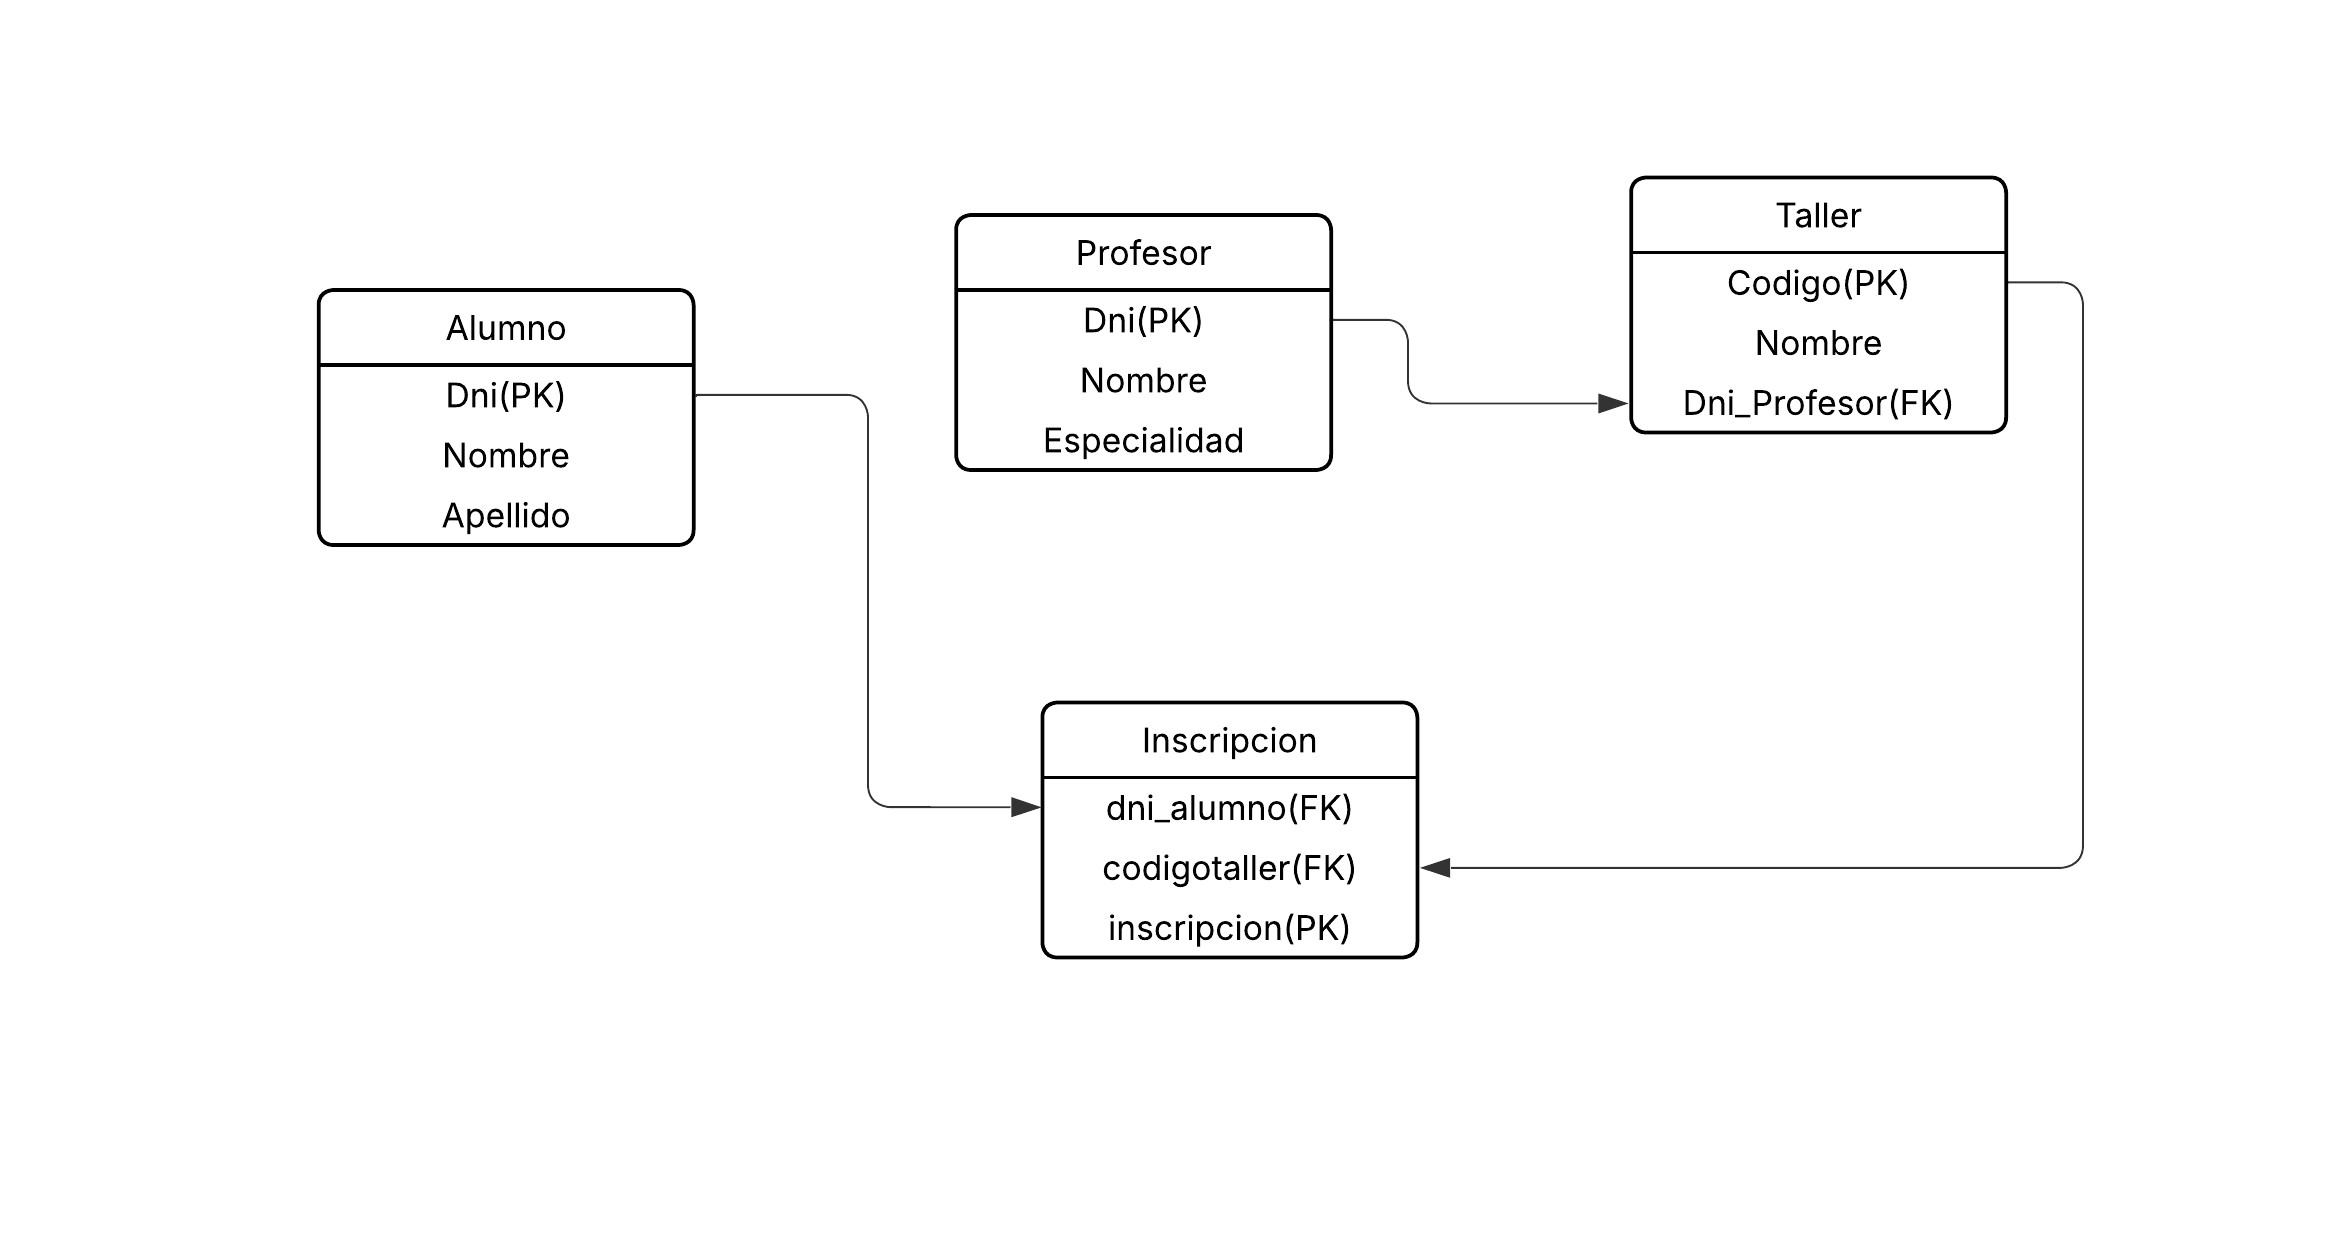 Alumno
Dni(PK)
Nombre
Apellido
Profesor
Dni(PK)
Nombre
Especialidad
Taller
Codigo(PK)
Nombre
Dni_Profesor(FK)
Inscripcion
dni_alumno(FK)
codigotaller(FK)
inscripcion(PK)